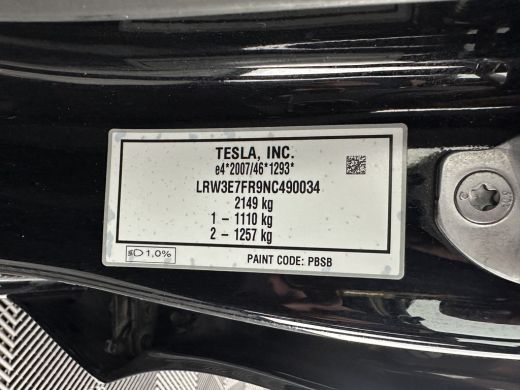 TESLA, INC.
e4*2007/46*1293*
LRW3E7FR9NC490034
2149 kg
1 - 1110 kg
2 - 1257 kg
1,0%
PAINT CODE: PBSB